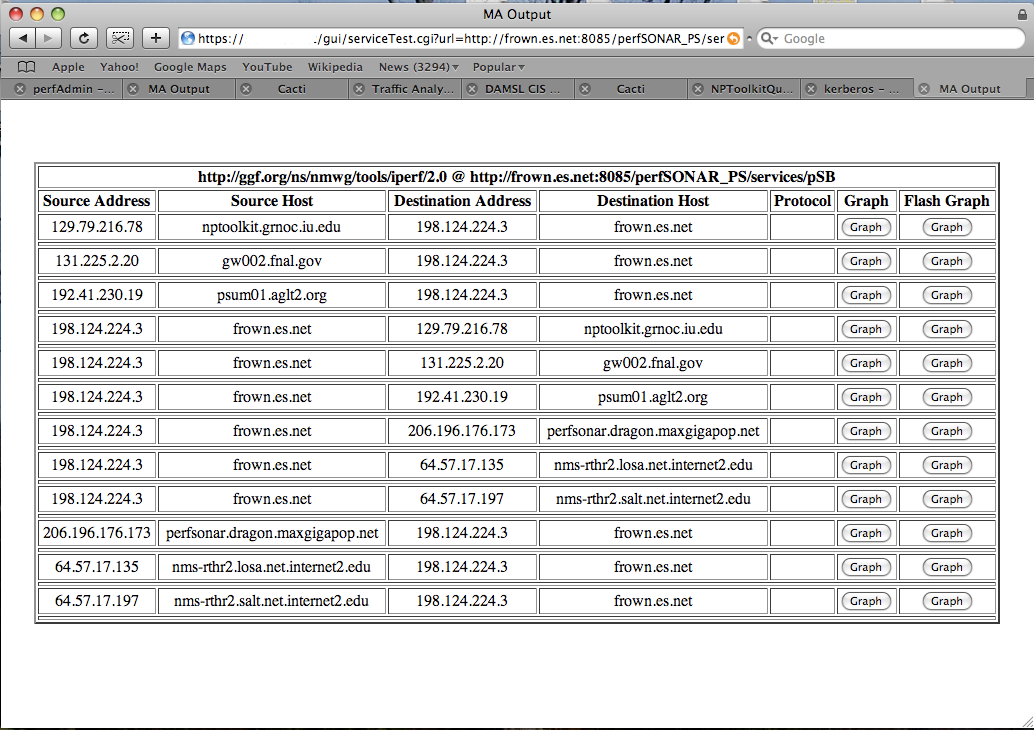 MA Output
https:// ./gui/serviceTest.cgi?url=http://frown.es.net:8085/perfSONAR_PS/ser
Google
Apple Yahoo! Google Maps YouTube Wikipedia News (3294) Popular
perfAdmin -... MA Output Cacti Traffic Analy... DAMSL CIS ... Cacti NPToolkitQu... kerberos - ... MA Output
http://ggf.org/ns/nmwg/tools/iperf/2.0 @ http://frown.es.net:8085/perfSONAR_PS/services/pSB
Source Address Source Host Destination Address Destination Host Protocol Graph Flash Graph
129.79.216.78 nptoolkit.grnoc.iu.edu 198.124.224.3 frown.es.net Graph Graph
131.225.2.20 gw002.fnal.gov 198.124.224.3 frown.es.net Graph Graph
192.41.230.19 psum01.aglt2.org 198.124.224.3 frown.es.net Graph Graph
198.124.224.3 frown.es.net 129.79.216.78 nptoolkit.grnoc.iu.edu Graph Graph
198.124.224.3 frown.es.net 131.225.2.20 gw002.fnal.gov Graph Graph
198.124.224.3 frown.es.net 192.41.230.19 psum01.aglt2.org Graph Graph
198.124.224.3 frown.es.net 206.196.176.173 perfsonar.dragon.maxgigapop.net Graph Graph
198.124.224.3 frown.es.net 64.57.17.135 nms-rthr2.losa.net.internet2.edu Graph Graph
198.124.224.3 frown.es.net 64.57.17.197 nms-rthr2.salt.net.internet2.edu Graph Graph
206.196.176.173 perfsonar.dragon.maxgigapop.net 198.124.224.3 frown.es.net Graph Graph
64.57.17.135 nms-rthr2.losa.net.internet2.edu 198.124.224.3 frown.es.net Graph Graph
64.57.17.197 nms-rthr2.salt.net.internet2.edu 198.124.224.3 frown.es.net Graph Graph